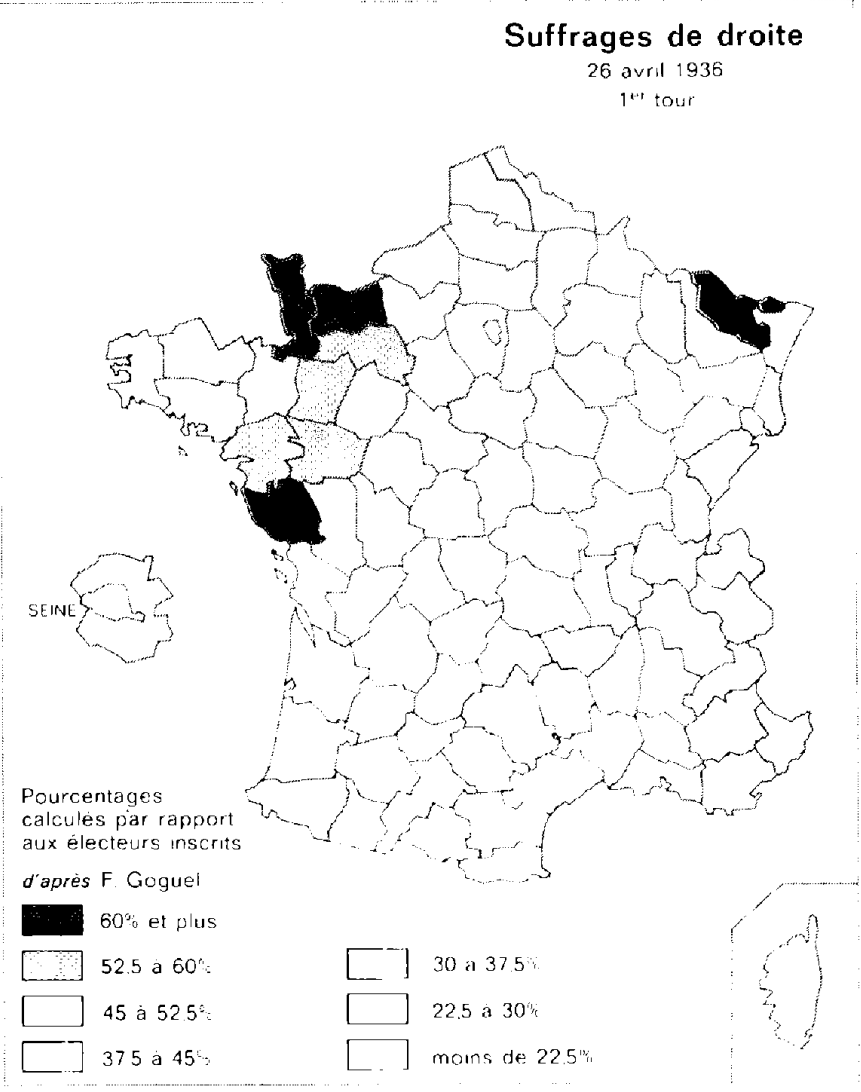 Suffrages de droite
26 avril 1936
1er tour
SEINE
Pourcentages
calculés par rapport
aux électeurs inscrits
d'après F. Goguel
60% et plus
52,5 à 60%
45 à 52,5%
37,5 à 45%
30 à 37,5%
22,5 à 30%
moins de 22,5%